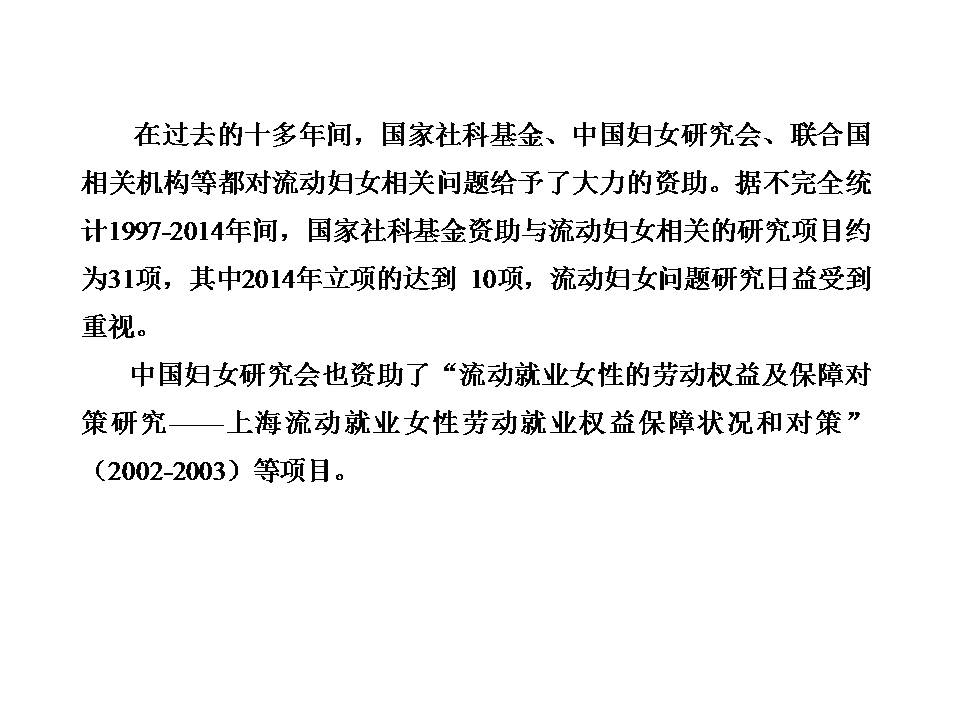 在过去的十多年间，国家社科基金、中国妇女研究会、联合国
相关机构等都对流动妇女相关问题给予了大力的资助。据不完全统
计1997-2014年间，国家社科基金资助与流动妇女相关的研究项目约
为31项，其中2014年立项的达到 10项，流动妇女问题研究日益受到
重视。
中国妇女研究会也资助了“流动就业女性的劳动权益及保障对
策研究——上海流动就业女性劳动就业权益保障状况和对策”
（2002-2003）等项目。